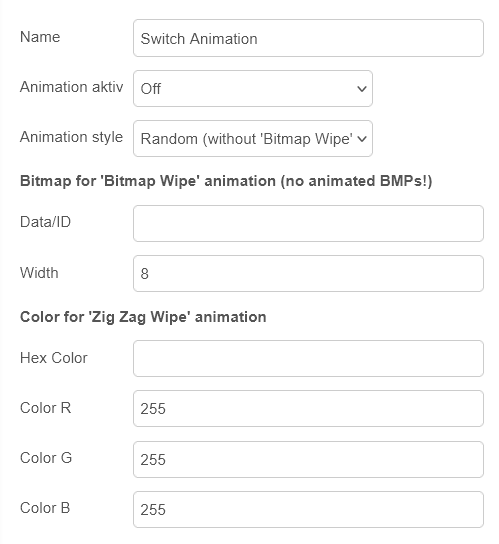 Name Switch Animation
Animation aktiv Off
Animation style Random (without 'Bitmap Wipe'
Bitmap for 'Bitmap Wipe' animation (no animated BMPs!)
Data/ID
Width 8
Color for 'Zig Zag Wipe' animation
Hex Color
Color R 255
Color G 255
Color B 255